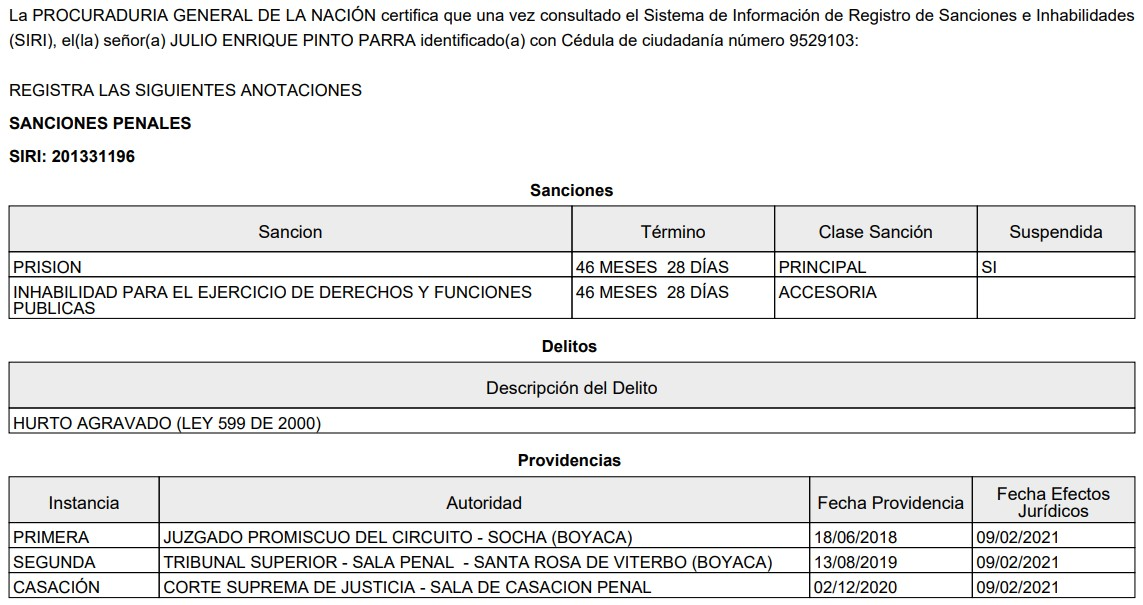 La PROCURADURIA GENERAL DE LA NACIÓN certifica que una vez consultado el Sistema de Información de Registro de Sanciones e Inhabilidades
(SIRI), el(la) señor(a) JULIO ENRIQUE PINTO PARRA identificado(a) con Cédula de ciudadanía número 9529103:
REGISTRA LAS SIGUIENTES ANOTACIONES
SANCIONES PENALES
SIRI: 201331196
Sanciones
Sancion Término Clase Sanción Suspendida
PRISION 46 MESES 28 DÍAS PRINCIPAL SI
INHABILIDAD PARA EL EJERCICIO DE DERECHOS Y FUNCIONES 46 MESES 28 DÍAS ACCESORIA
PUBLICAS
Delitos
Descripción del Delito
HURTO AGRAVADO (LEY 599 DE 2000)
Providencias
Instancia Autoridad Fecha Providencia Fecha Efectos
Jurídicos
PRIMERA JUZGADO PROMISCUO DEL CIRCUITO - SOCHA (BOYACA) 18/06/2018 09/02/2021
SEGUNDA TRIBUNAL SUPERIOR - SALA PENAL - SANTA ROSA DE VITERBO (BOYACA) 13/08/2019 09/02/2021
CASACIÓN CORTE SUPREMA DE JUSTICIA - SALA DE CASACION PENAL 02/12/2020 09/02/2021